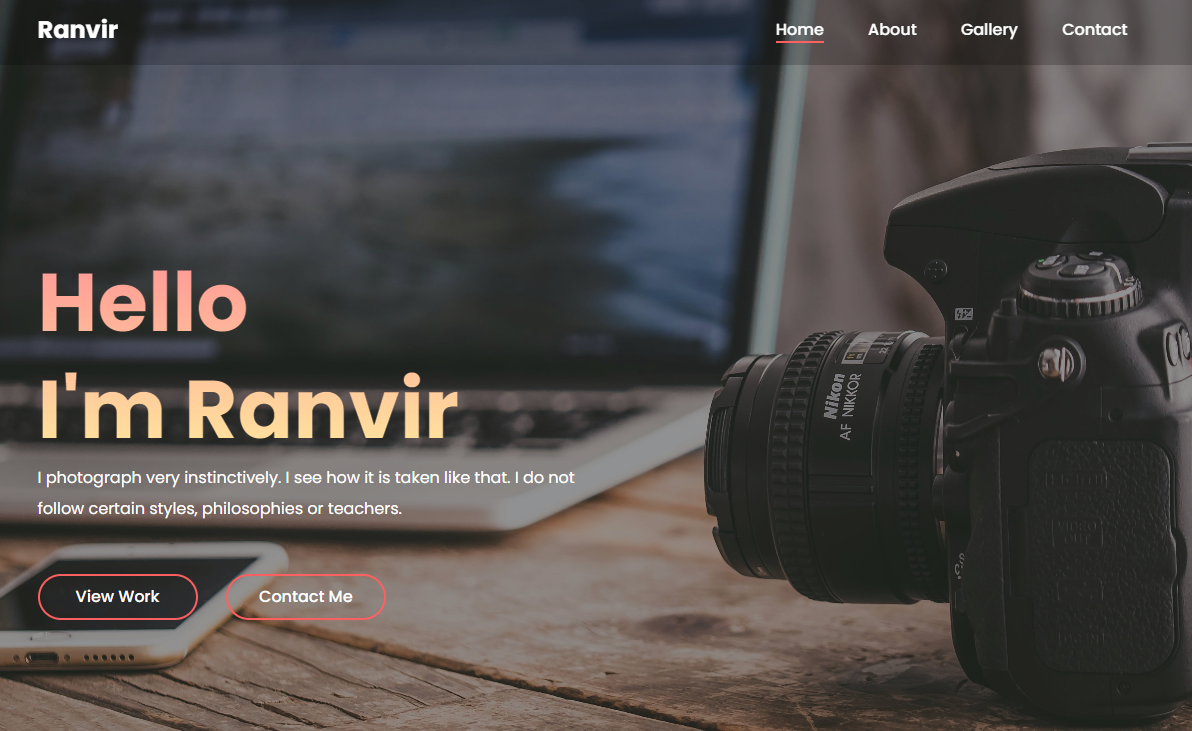 Ranvir
Home About Gallery Contact
Hello
I'm Ranvir
I photograph very instinctively. I see how it is taken like that. I do not
follow certain styles, philosophies or teachers.
View Work Contact Me
Nikon
AF NIKKOR